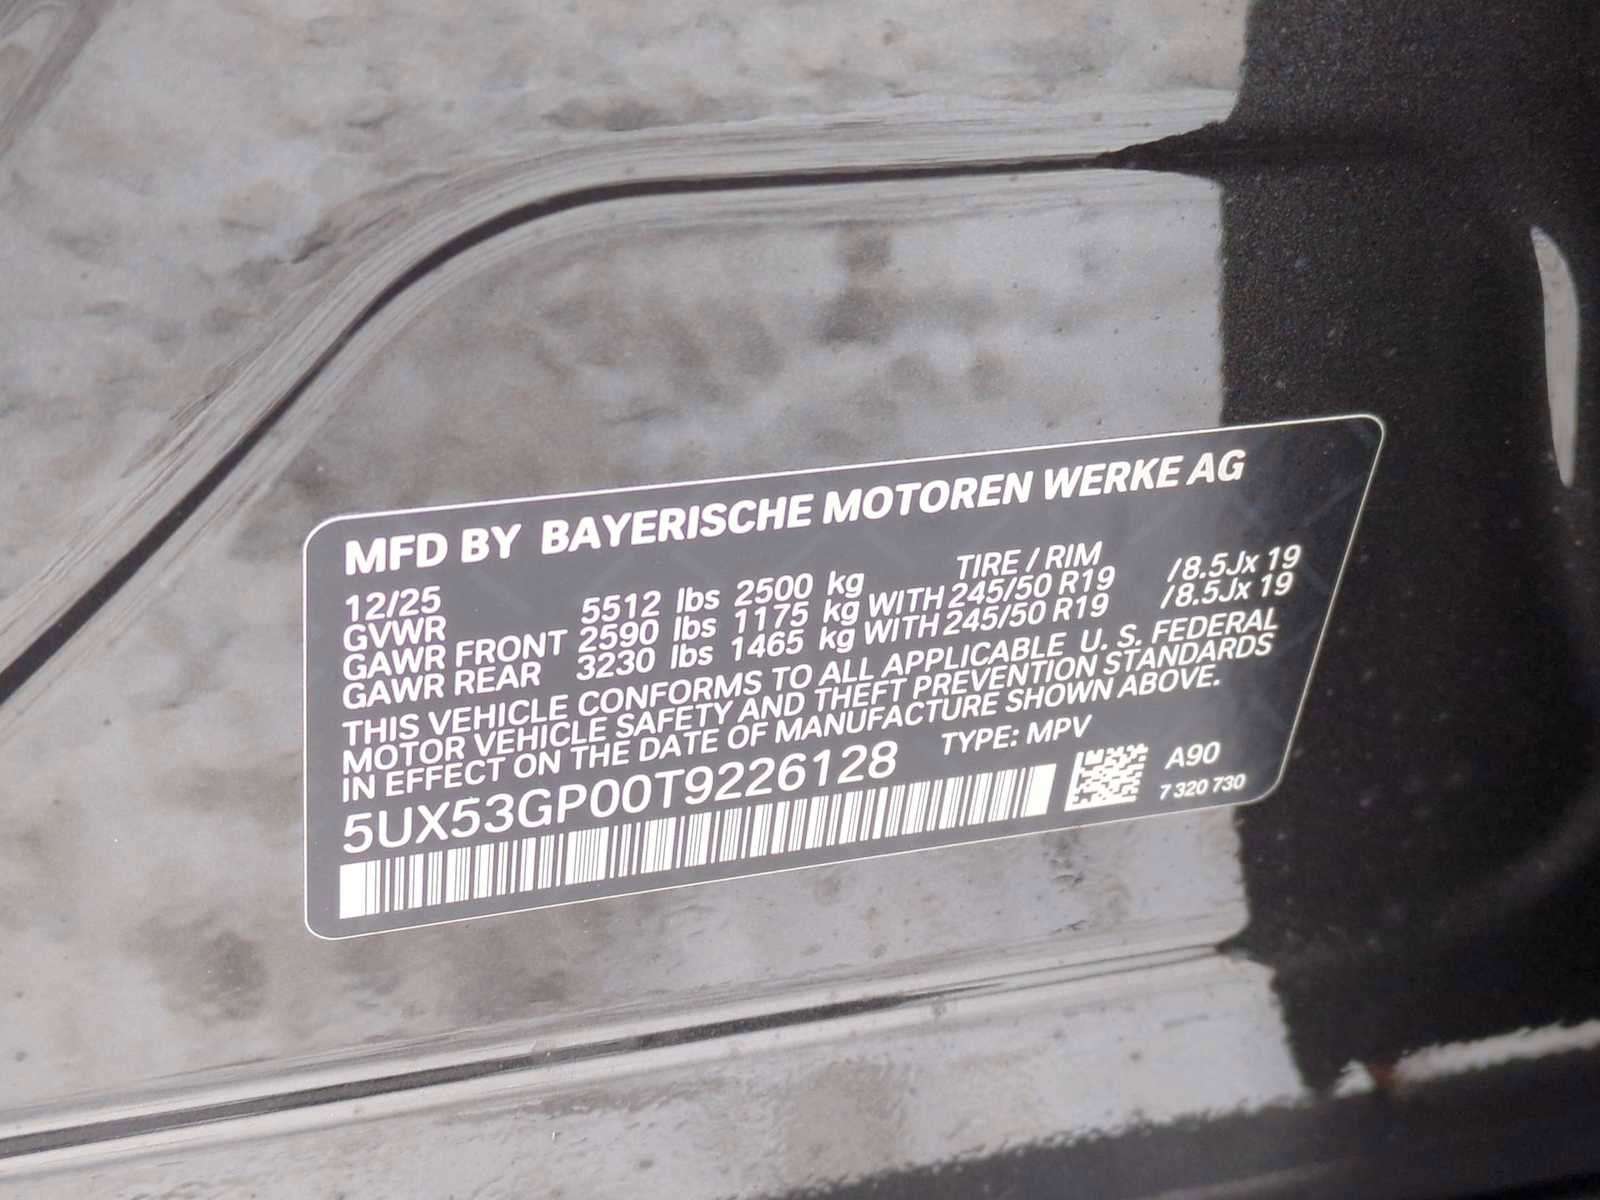 MFD BY BAYERISCHE MOTOREN WERKE AG
12/25 TIRE / RIM
GVWR 5512 lbs 2500 kg
GAWR FRONT 2590 lbs 1175 kg WITH 245/50 R19 /8.5Jx 19
GAWR REAR 3230 lbs 1465 kg WITH 245/50 R19 /8.5Jx 19
THIS VEHICLE CONFORMS TO ALL APPLICABLE U. S. FEDERAL
MOTOR VEHICLE SAFETY AND THEFT PREVENTION STANDARDS
IN EFFECT ON THE DATE OF MANUFACTURE SHOWN ABOVE.
5UX53GP00T9226128 TYPE: MPV
A90
7 320 730